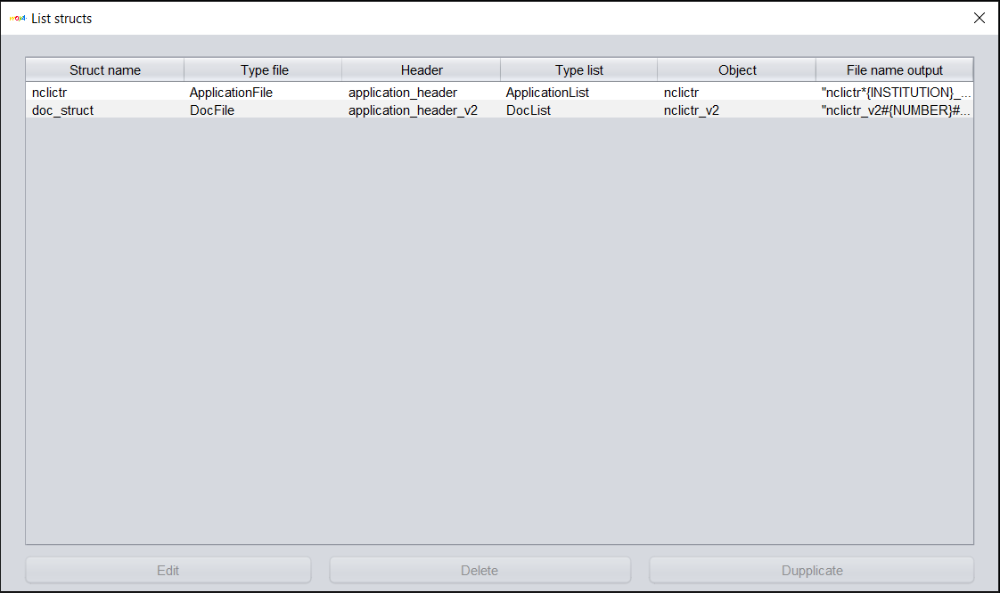 List structs
Struct name Type file Header Type list Object File name output
nclictr ApplicationFile application_header ApplicationList nclictr "nclictr*{INSTITUTION}_...
doc_struct DocFile application_header_v2 DocList nclictr_v2 "nclictr_v2#{NUMBER}#...
Edit Delete Dupplicate